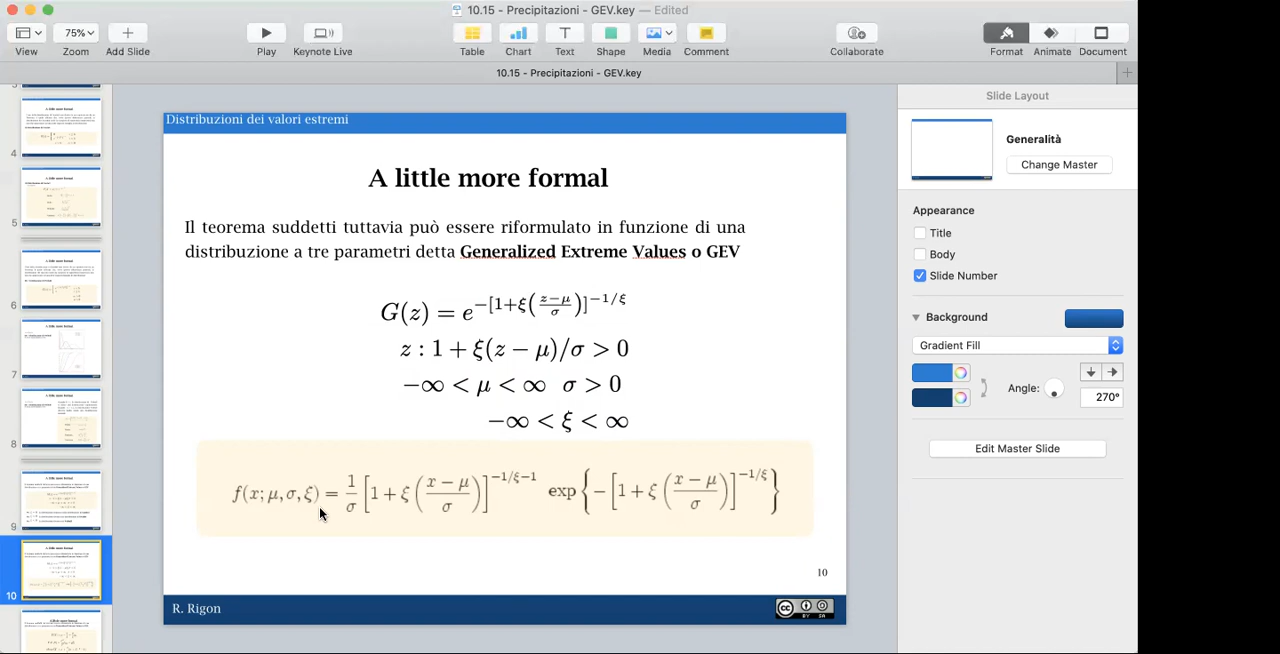 10.15 - Precipitazioni - GEV.key — Edited
75%
View Zoom Add Slide Play Keynote Live Table Chart Text Shape Media Comment Collaborate Format Animate Document
10.15 - Precipitazioni - GEV.key
Slide Layout
Generalità
Change Master
Appearance
Title
Body
Slide Number
Background
Gradient Fill
Angle:
270°
Edit Master Slide
4
5
6
7
8
9
10
Distribuzioni dei valori estremi
A little more formal
Il teorema suddetti tuttavia può essere riformulato in funzione di una
distribuzione a tre parametri detta Generalized Extreme Values o GEV
G(z) = e^{-[1+ξ((z-μ)/σ)]^{-1/ξ}}
z : 1 + ξ(z − μ)/σ > 0
−∞ < μ < ∞ σ > 0
−∞ < ξ < ∞
f(x; μ, σ, ξ) = 1/σ [1 + ξ ((x − μ)/σ)]^{−1/ξ−1} exp {− [1 + ξ ((x − μ)/σ)]^{−1/ξ}}
10
R. Rigon
CC BY SA